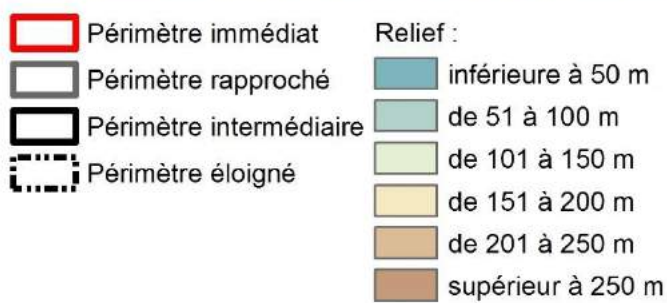 Périmètre immédiat
Périmètre rapproché
Périmètre intermédiaire
Périmètre éloigné
Relief :
inférieure à 50 m
de 51 à 100 m
de 101 à 150 m
de 151 à 200 m
de 201 à 250 m
supérieur à 250 m